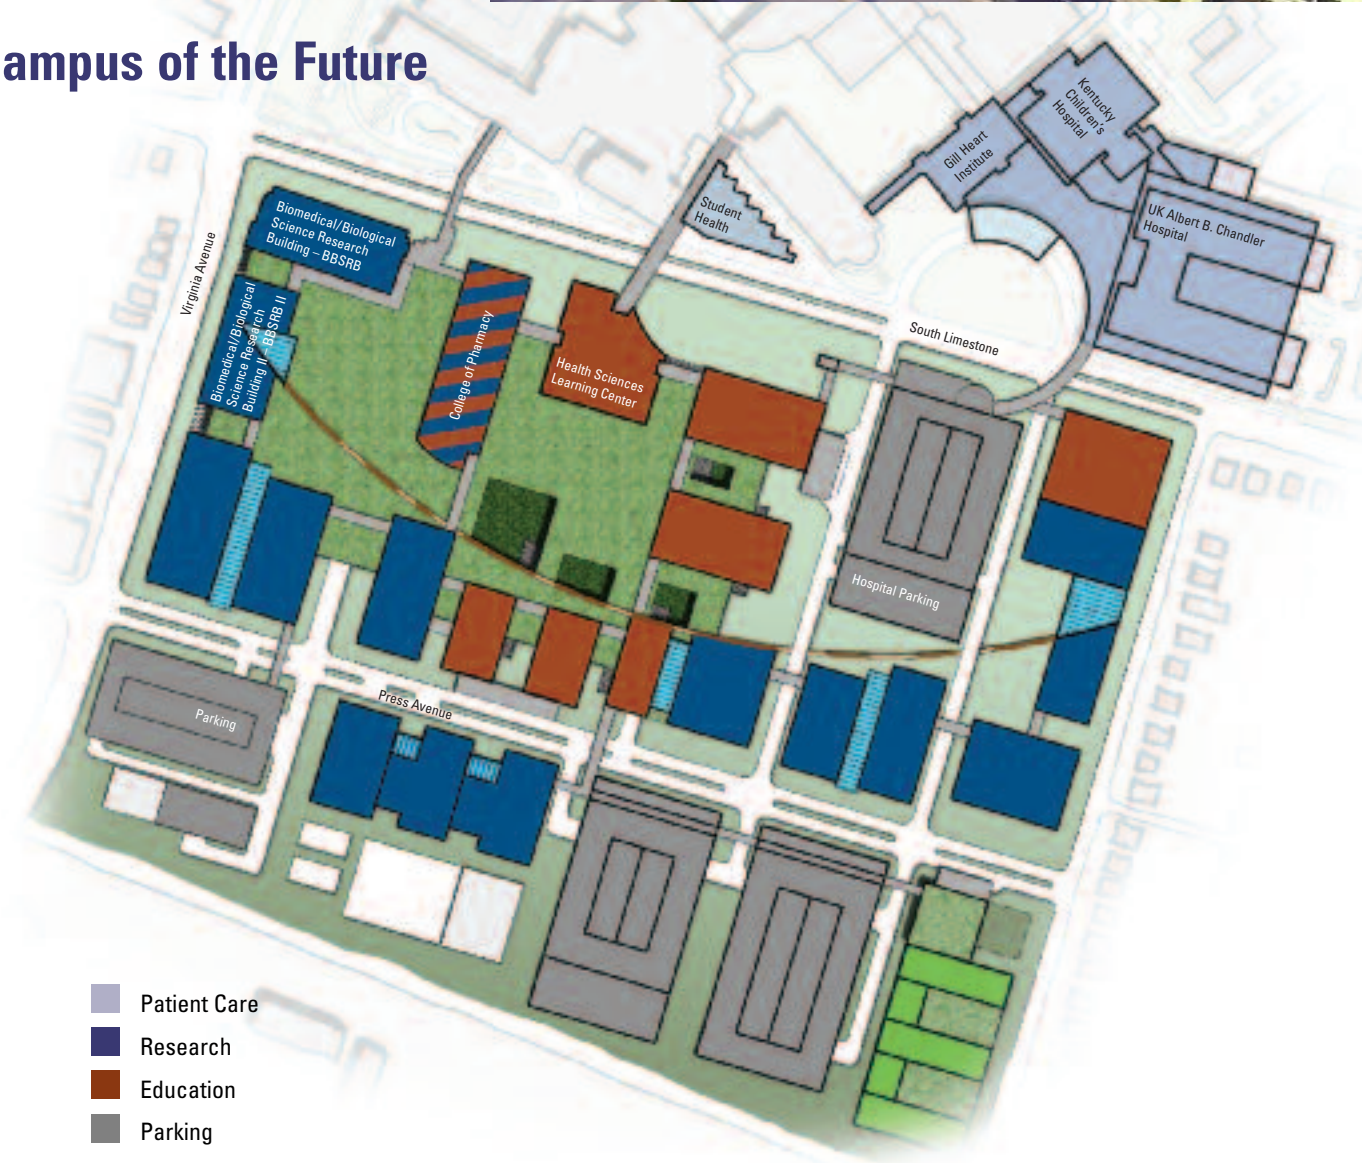 ampus of the Future
Kentucky
Children's
Hospital
Gill Heart
Institute
Student
Health
UK Albert B. Chandler
Hospital
Biomedical/Biological
Science Research
Building – BBSRB
Virginia Avenue
Biomedical/Biological
Science Research
Building II – BBSRB II
College of Pharmacy
Health Sciences
Learning Center
South Limestone
Hospital Parking
Press Avenue
Parking
Patient Care
Research
Education
Parking